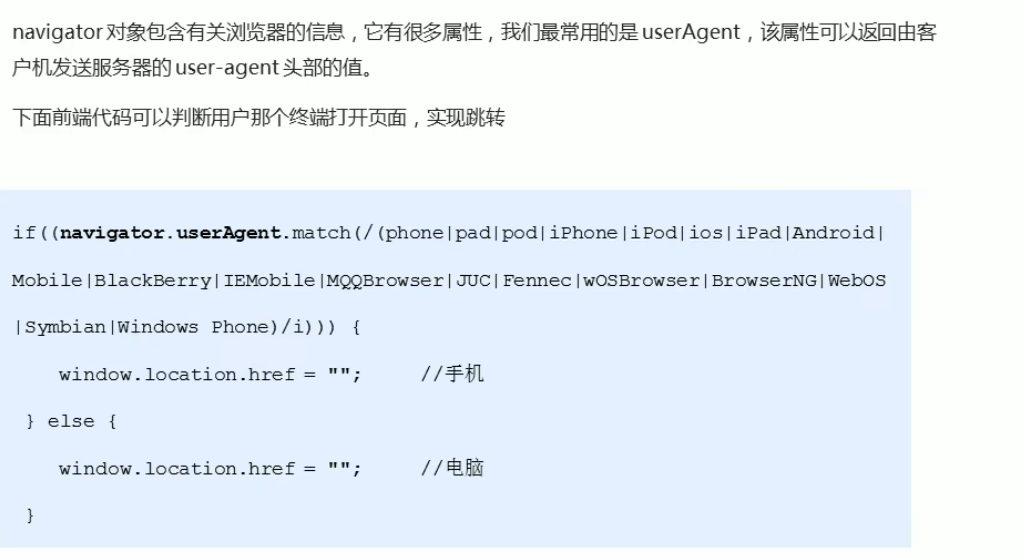 navigator 对象包含有关浏览器的信息，它有很多属性，我们最常用的是 userAgent，该属性可以返回由客
户机发送服务器的 user-agent 头部的值。
下面前端代码可以判断用户那个终端打开页面，实现跳转
if((navigator.userAgent.match(/(phone|pad|pod|iPhone|iPod|ios|iPad|Android|
Mobile|BlackBerry|IEMobile|MQQBrowser|JUC|Fennec|wOSBrowser|BrowserNG|WebOS
|Symbian|Windows Phone)/i))) {
window.location.href = ""; //手机
} else {
window.location.href = ""; //电脑
}